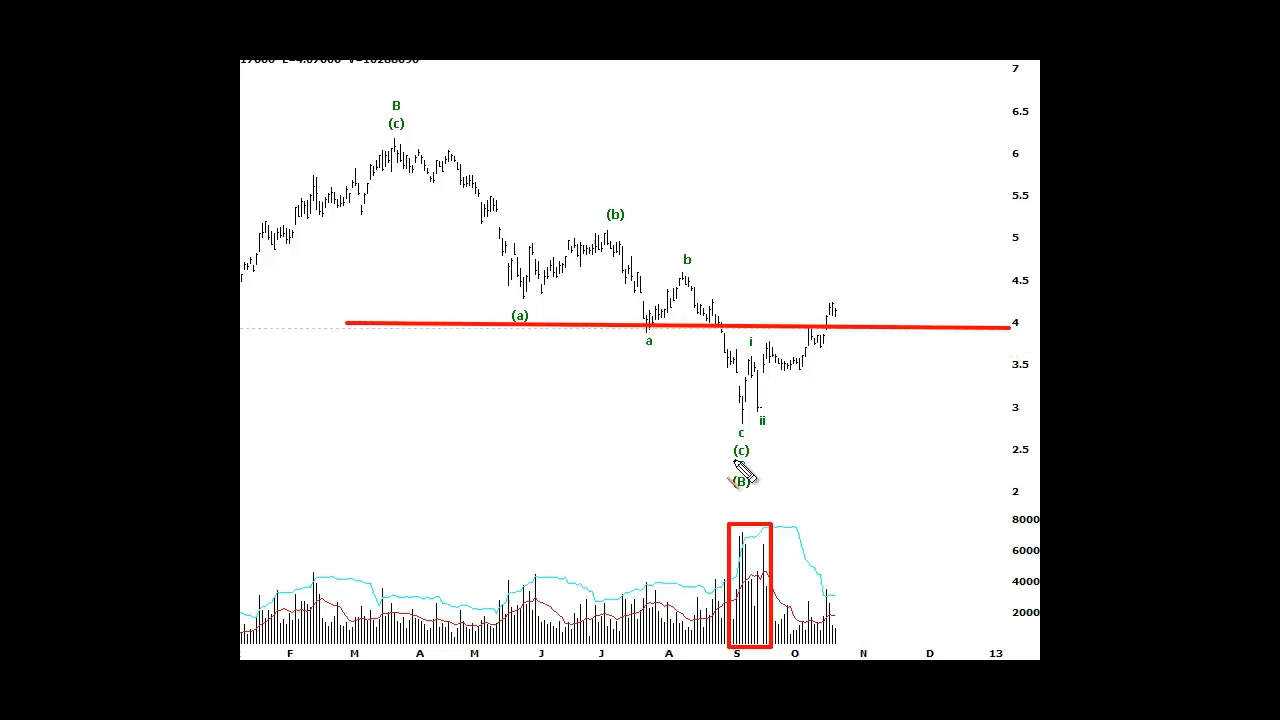 7
B
6.5
(c)
6
5.5
(b)
5
b
4.5
(a)
4
a
i
3.5
3
ii
c
(c)
2.5
(B)
2
8000
6000
4000
2000
F M A M J J A S O N D 13